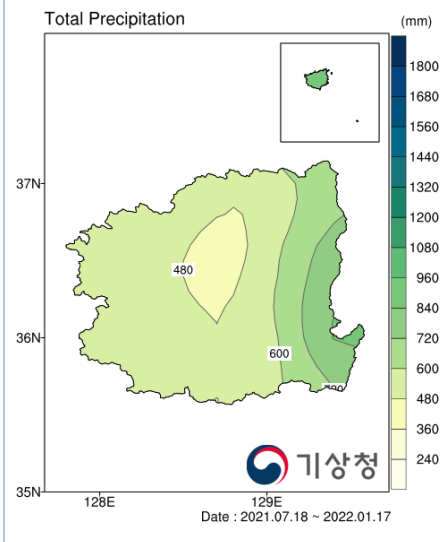 Total Precipitation
(mm)
1800
1680
1560
1440
1320
1200
1080
960
840
720
600
480
360
240
37N
36N
35N
480
600
720
128E
129E
기상청
Date : 2021.07.18 ~ 2022.01.17